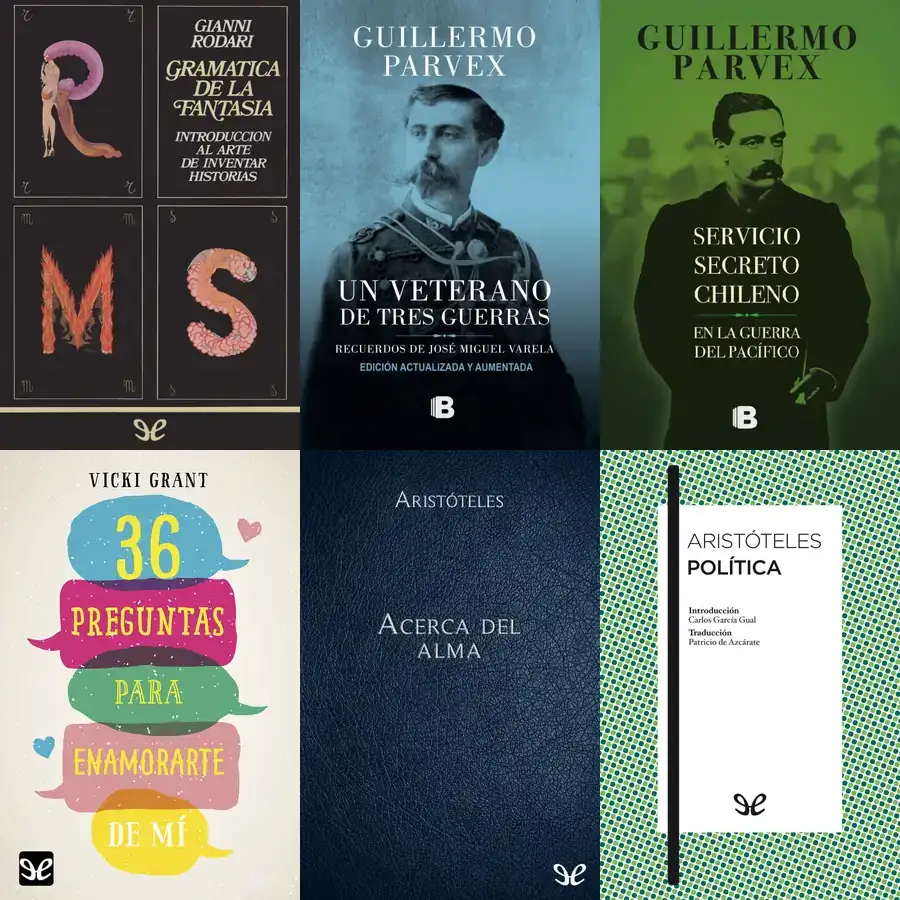 GIANNI
RODARI
GRAMATICA
DE LA
FANTASIA
INTRODUCCION
AL ARTE
DE INVENTAR
HISTORIAS
R
r r
r r
m m
M
m m
s s
S
s s
GUILLERMO
PARVEX
UN VETERANO
DE TRES GUERRAS
RECUERDOS DE JOSÉ MIGUEL VARELA
EDICIÓN ACTUALIZADA Y AUMENTADA
B
GUILLERMO
PARVEX
SERVICIO
SECRETO
CHILENO
EN LA GUERRA
DEL PACÍFICO
B
VICKI GRANT
36
PREGUNTAS
PARA
ENAMORARTE
DE MÍ
ARISTÓTELES
ACERCA DEL
ALMA
ARISTÓTELES
POLÍTICA
Introducción
Carlos García Gual
Traducción
Patricio de Azcárate